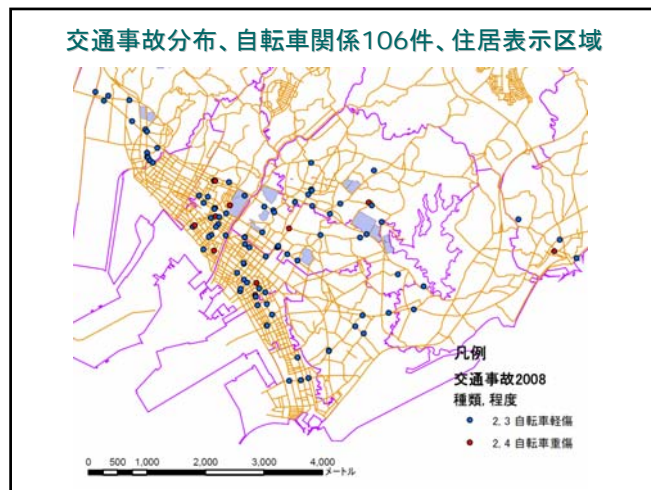 交通事故分布、自転車関係106件、住居表示区域
凡例
交通事故2008
種類, 程度
2, 3 自転車軽傷
2, 4 自転車重傷
0 500 1,000 2,000 3,000 4,000
メートル